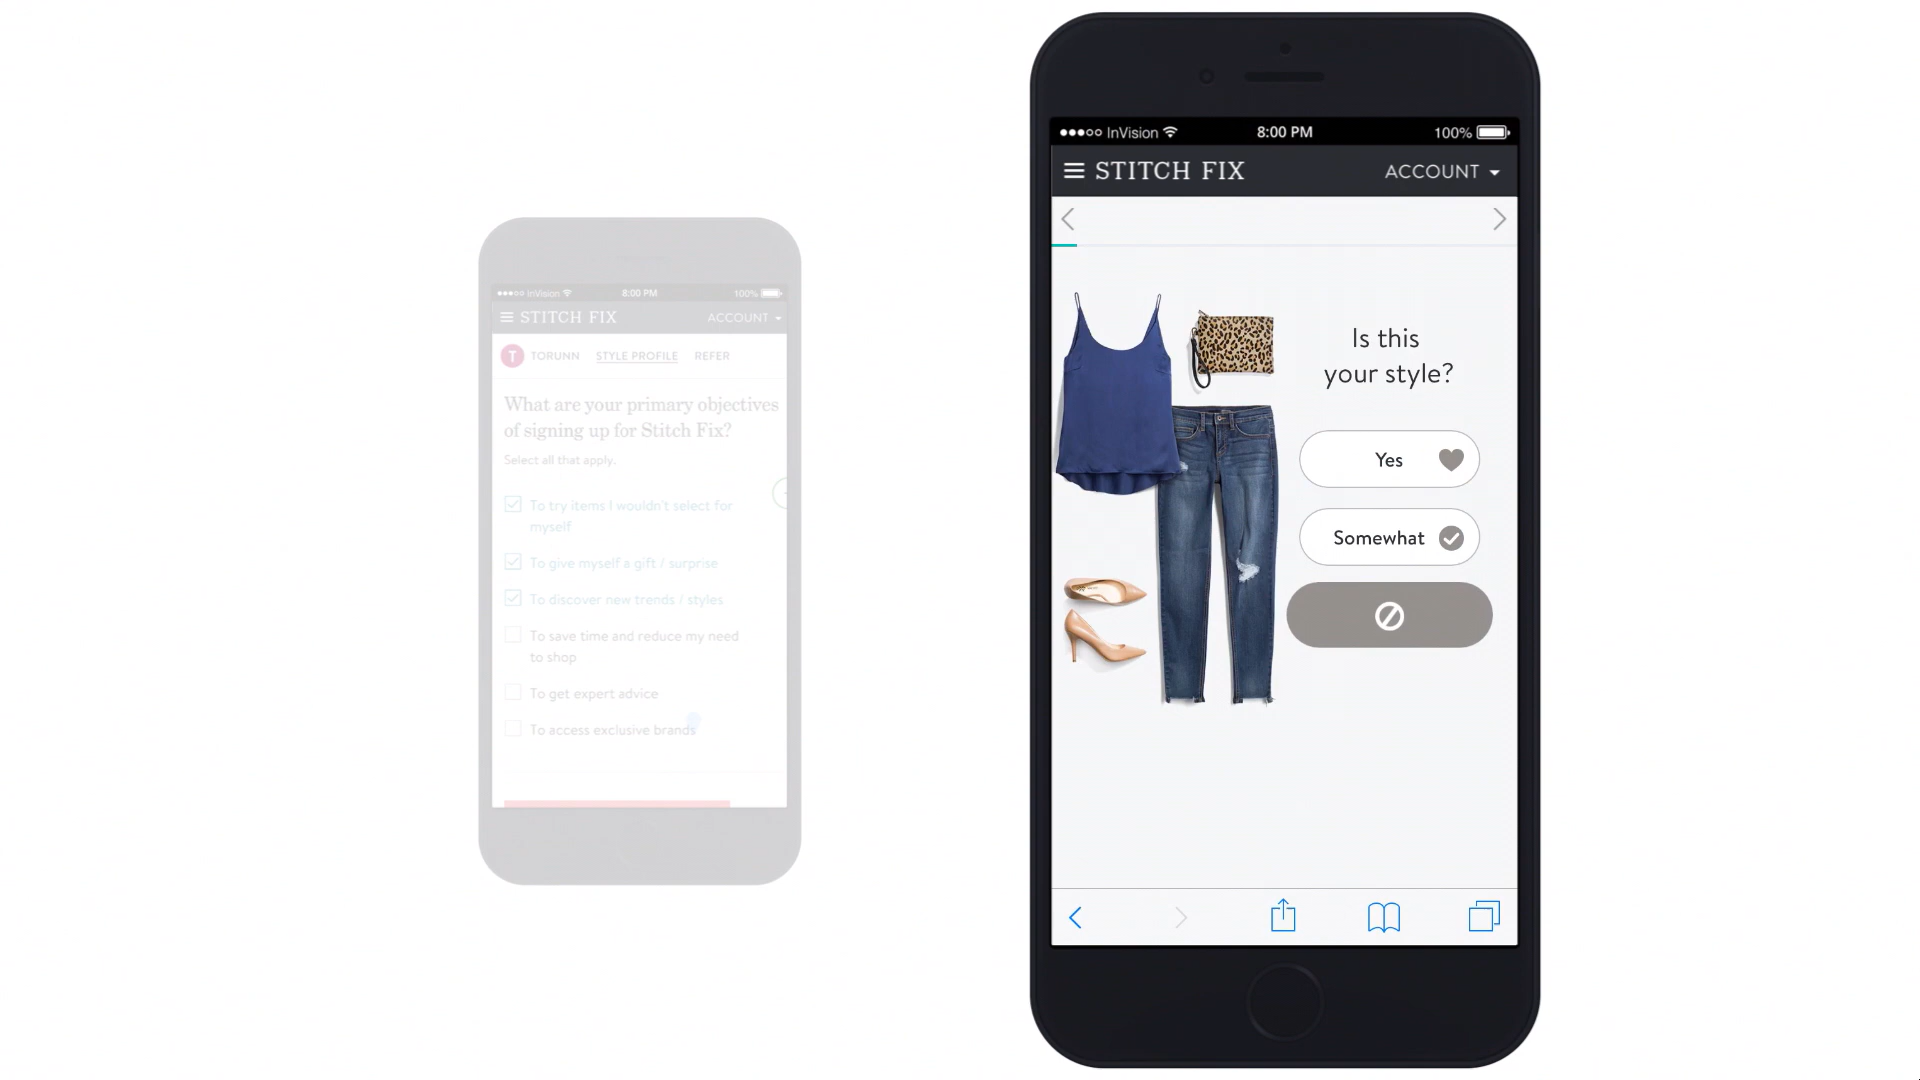 InVision
8:00 PM
100%
STITCH FIX
ACCOUNT
T
TORUNN
STYLE PROFILE
REFER
What are your primary objectives
of signing up for Stitch Fix?
Select all that apply.
To try items I wouldn't select for
myself
To give myself a gift / surprise
To discover new trends / styles
To save time and reduce my need
to shop
To get expert advice
To access exclusive brands
InVision
8:00 PM
100%
STITCH FIX
ACCOUNT
Is this
your style?
Yes
Somewhat